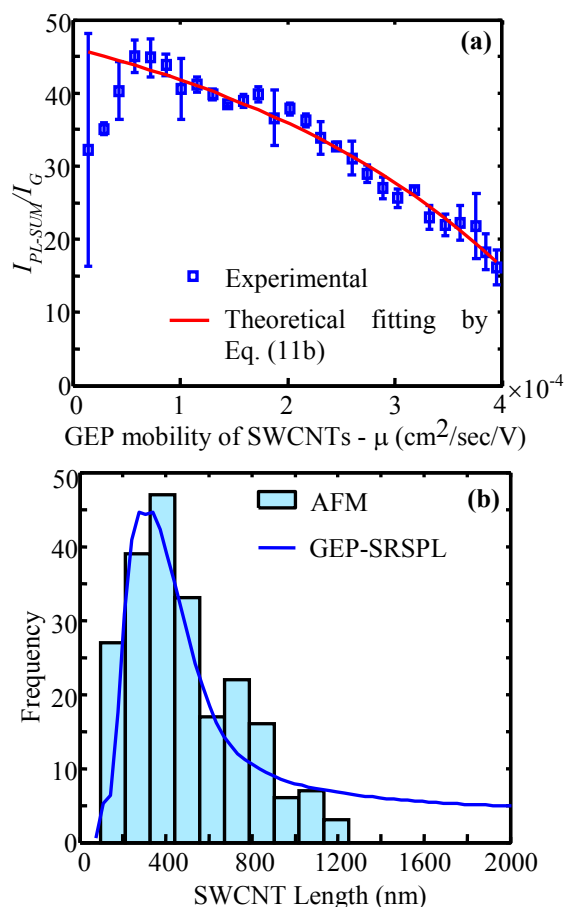 (a)
50
40
30
20
10
0
I_PL-SUM/I_G
Experimental
Theoretical fitting by
Eq. (11b)
0 1 2 3 4
×10⁻⁴
GEP mobility of SWCNTs - μ (cm²/sec/V)
(b)
50
40
30
20
10
0
Frequency
AFM
GEP-SRSPL
0 400 800 1200 2000
SWCNT Length (nm)